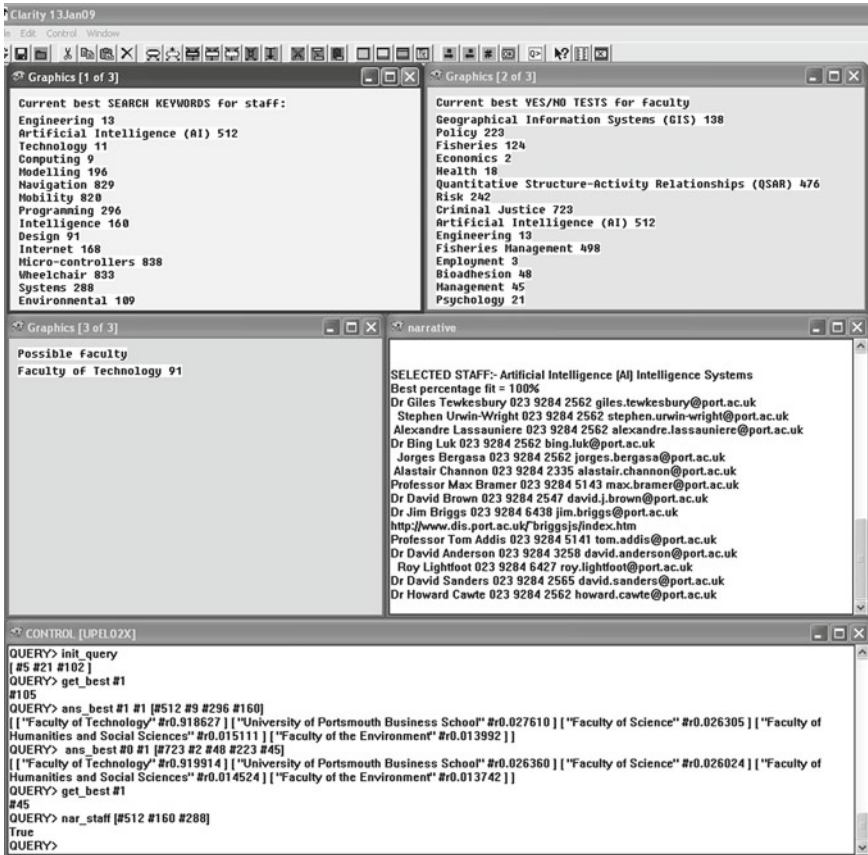 Clarity 13Jan09
Edit Control Window
Graphics [1 of 3]
Current best SEARCH KEYWORDS for staff:
Engineering 13
Artificial Intelligence (AI) 512
Technology 11
Computing 9
Modelling 196
Navigation 829
Mobility 820
Programming 296
Intelligence 160
Design 91
Internet 168
Micro-controllers 838
Wheelchair 833
Systems 288
Environmental 109
Graphics [2 of 3]
Current best YES/NO TESTS for faculty
Geographical Information Systems (GIS) 138
Policy 223
Fisheries 124
Economics 2
Health 18
Quantitative Structure-Activity Relationships (QSAR) 476
Risk 242
Criminal Justice 723
Artificial Intelligence (AI) 512
Engineering 13
Fisheries Management 498
Employment 3
Bioadhesion 48
Management 45
Psychology 21
Graphics [3 of 3]
Possible faculty
Faculty of Technology 91
narrative
SELECTED STAFF:- Artificial Intelligence (AI) Intelligence Systems
Best percentage fit = 100%
Dr Giles Tewkesbury 023 9284 2562 giles.tewkesbury@port.ac.uk
Stephen Urwin-Wright 023 9284 2562 stephen.urwin-wright@port.ac.uk
Alexandre Lassauniere 023 9284 2562 alexandre.lassauniere@port.ac.uk
Dr Bing Luk 023 9284 2562 bing.luk@port.ac.uk
Jorges Bergasa 023 9284 2562 jorges.bergasa@port.ac.uk
Alastair Channon 023 9284 2335 alastair.channon@port.ac.uk
Professor Max Bramer 023 9284 5143 max.bramer@port.ac.uk
Dr David Brown 023 9284 2547 david.j.brown@port.ac.uk
Dr Jim Briggs 023 9284 6438 jim.briggs@port.ac.uk
http://www.dis.port.ac.uk/~briggsjs/index.htm
Professor Tom Addis 023 9284 5141 tom.addis@port.ac.uk
Dr David Anderson 023 9284 3258 david.anderson@port.ac.uk
Roy Lightfoot 023 9284 6427 roy.lightfoot@port.ac.uk
Dr David Sanders 023 9284 2565 david.sanders@port.ac.uk
Dr Howard Cawte 023 9284 2562 howard.cawte@port.ac.uk
CONTROL [UPEL02X]
QUERY> init_query
[ #5 #21 #102 ]
QUERY> get_best #1
#105
QUERY> ans_best #1 #1 [#512 #9 #296 #160]
[ [ "Faculty of Technology" #r0.918627 ] [ "University of Portsmouth Business School" #r0.027610 ] [ "Faculty of Science" #r0.026305 ] [ "Faculty of
Humanities and Social Sciences" #r0.015111 ] [ "Faculty of the Environment" #r0.013992 ] ]
QUERY> ans_best #0 #1 [#723 #2 #48 #223 #45]
[ [ "Faculty of Technology" #r0.919914 ] [ "University of Portsmouth Business School" #r0.026360 ] [ "Faculty of Science" #r0.026024 ] [ "Faculty of
Humanities and Social Sciences" #r0.014524 ] [ "Faculty of the Environment" #r0.013742 ] ]
QUERY> get_best #1
#45
QUERY> nar_staff [#512 #160 #288]
True
QUERY>